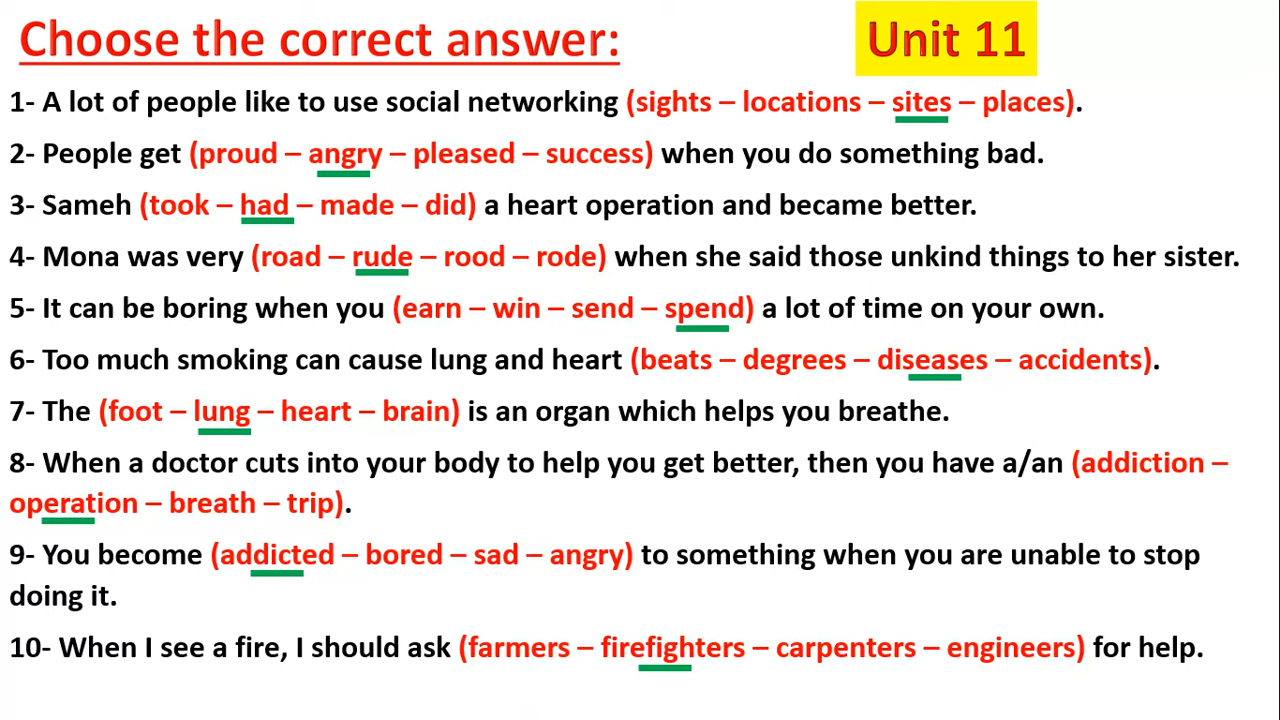 Choose the correct answer: Unit 11
1- A lot of people like to use social networking (sights – locations – sites – places).
2- People get (proud – angry – pleased – success) when you do something bad.
3- Sameh (took – had – made – did) a heart operation and became better.
4- Mona was very (road – rude – rood – rode) when she said those unkind things to her sister.
5- It can be boring when you (earn – win – send – spend) a lot of time on your own.
6- Too much smoking can cause lung and heart (beats – degrees – diseases – accidents).
7- The (foot – lung – heart – brain) is an organ which helps you breathe.
8- When a doctor cuts into your body to help you get better, then you have a/an (addiction –
operation – breath – trip).
9- You become (addicted – bored – sad – angry) to something when you are unable to stop
doing it.
10- When I see a fire, I should ask (farmers – firefighters – carpenters – engineers) for help.